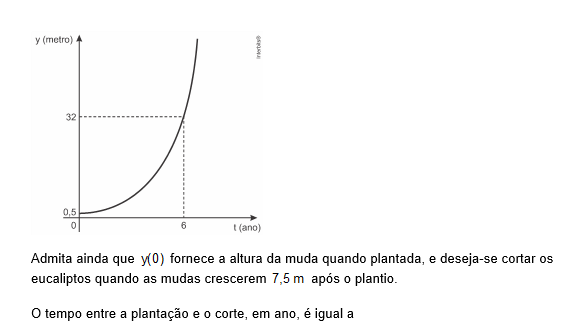 y (metro)
Interbits®
32
0,5
0
6
t (ano)
Admita ainda que y(0) fornece a altura da muda quando plantada, e deseja-se cortar os
eucaliptos quando as mudas crescerem 7,5 m após o plantio.
O tempo entre a plantação e o corte, em ano, é igual a